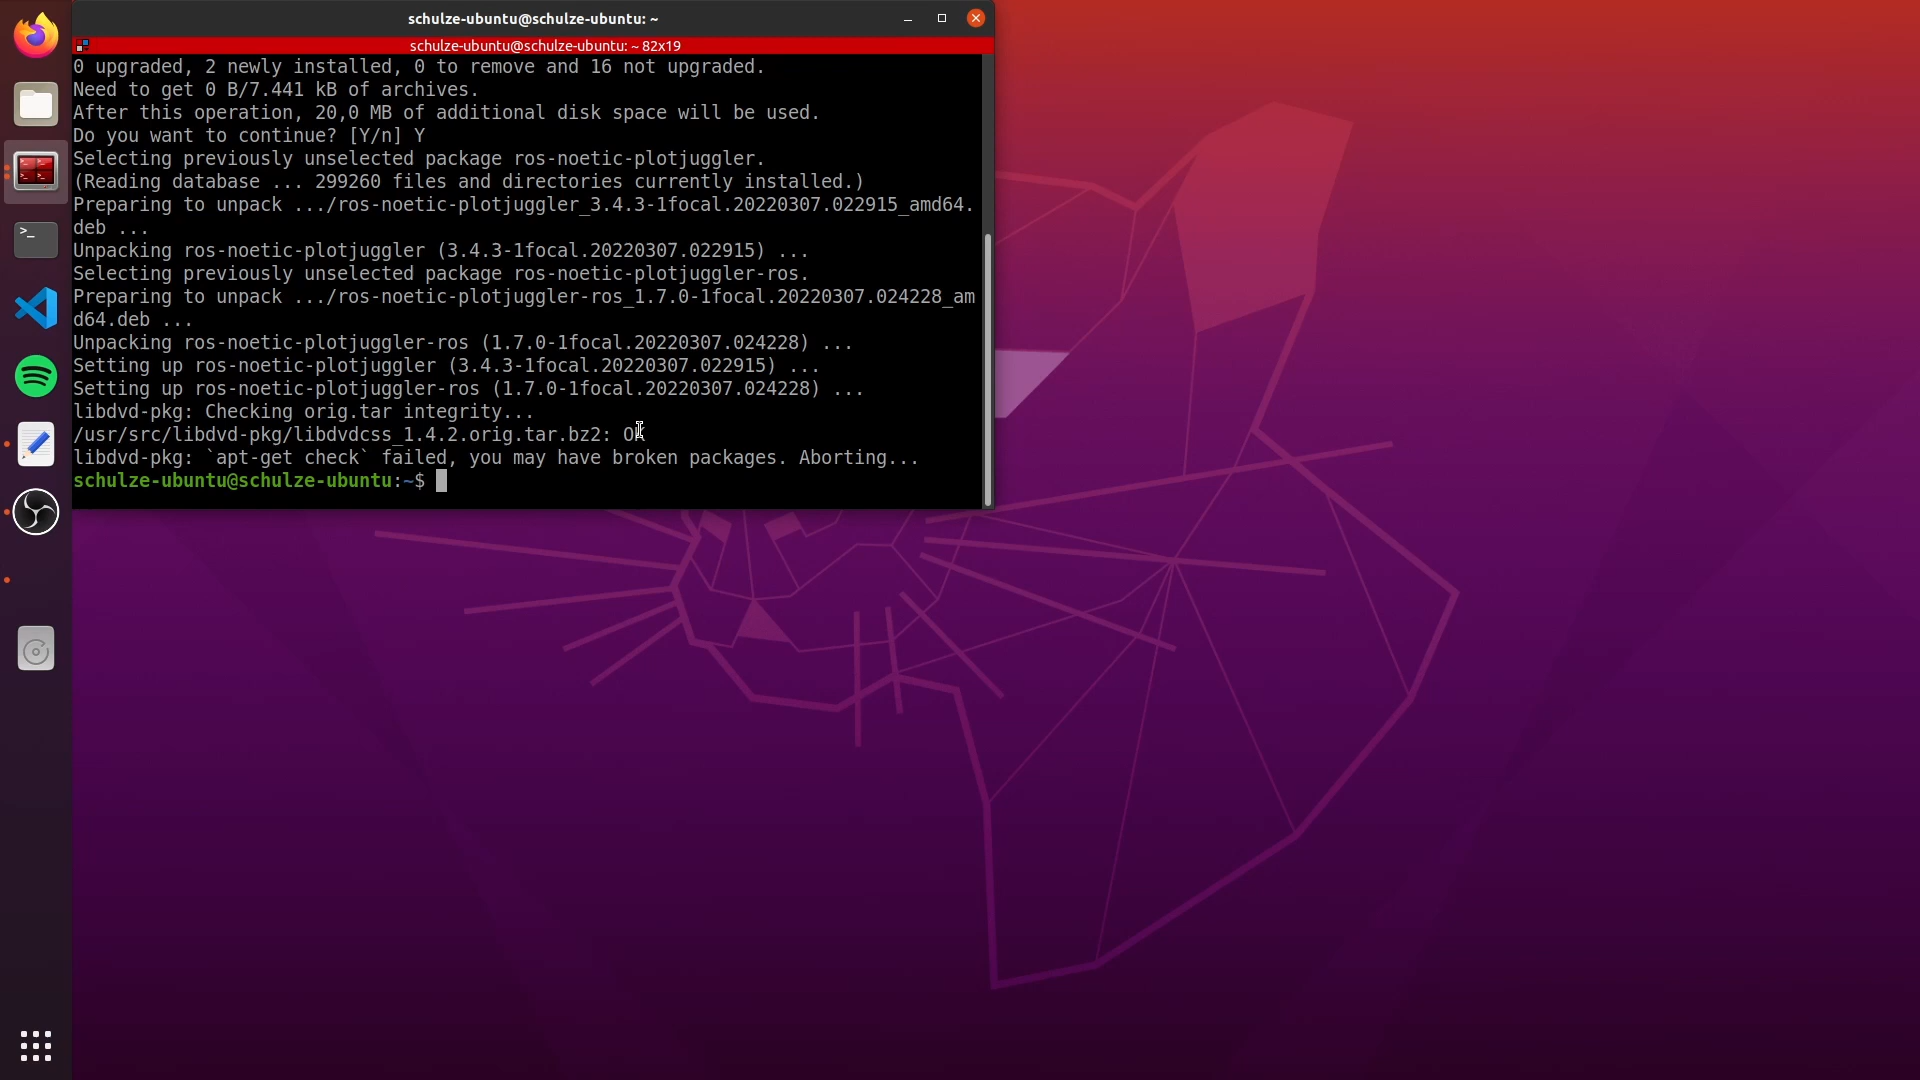 schulze-ubuntu@schulze-ubuntu: ~
schulze-ubuntu@schulze-ubuntu: ~ 82x19
0 upgraded, 2 newly installed, 0 to remove and 16 not upgraded.
Need to get 0 B/7.441 kB of archives.
After this operation, 20,0 MB of additional disk space will be used.
Do you want to continue? [Y/n] Y
Selecting previously unselected package ros-noetic-plotjuggler.
(Reading database ... 299260 files and directories currently installed.)
Preparing to unpack .../ros-noetic-plotjuggler_3.4.3-1focal.20220307.022915_amd64.
deb ...
Unpacking ros-noetic-plotjuggler (3.4.3-1focal.20220307.022915) ...
Selecting previously unselected package ros-noetic-plotjuggler-ros.
Preparing to unpack .../ros-noetic-plotjuggler-ros_1.7.0-1focal.20220307.024228_am
d64.deb ...
Unpacking ros-noetic-plotjuggler-ros (1.7.0-1focal.20220307.024228) ...
Setting up ros-noetic-plotjuggler (3.4.3-1focal.20220307.022915) ...
Setting up ros-noetic-plotjuggler-ros (1.7.0-1focal.20220307.024228) ...
libdvd-pkg: Checking orig.tar integrity...
/usr/src/libdvd-pkg/libdvdcss_1.4.2.orig.tar.bz2: OK
libdvd-pkg: `apt-get check` failed, you may have broken packages. Aborting...
schulze-ubuntu@schulze-ubuntu:~$